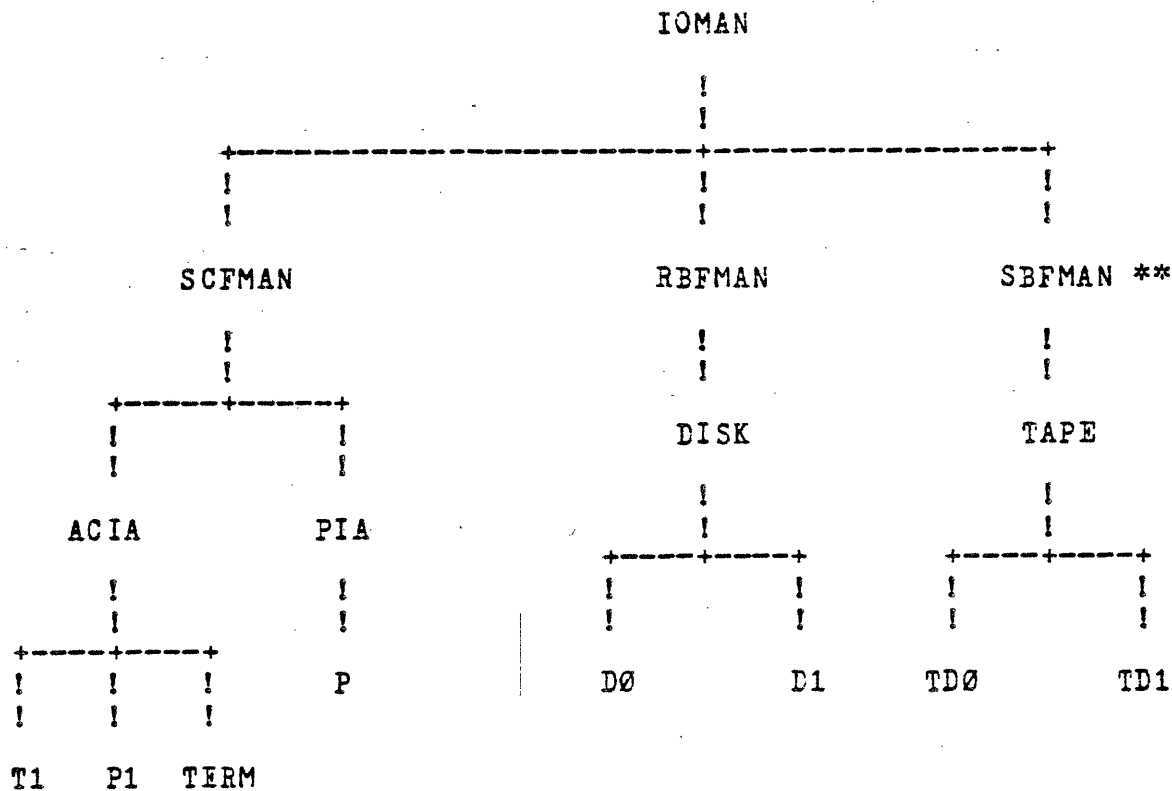 IOMAN
SCFMAN RBFMAN SBFMAN **
DISK TAPE
ACIA PIA
P DØ D1 TDØ TD1
T1 P1 TERM